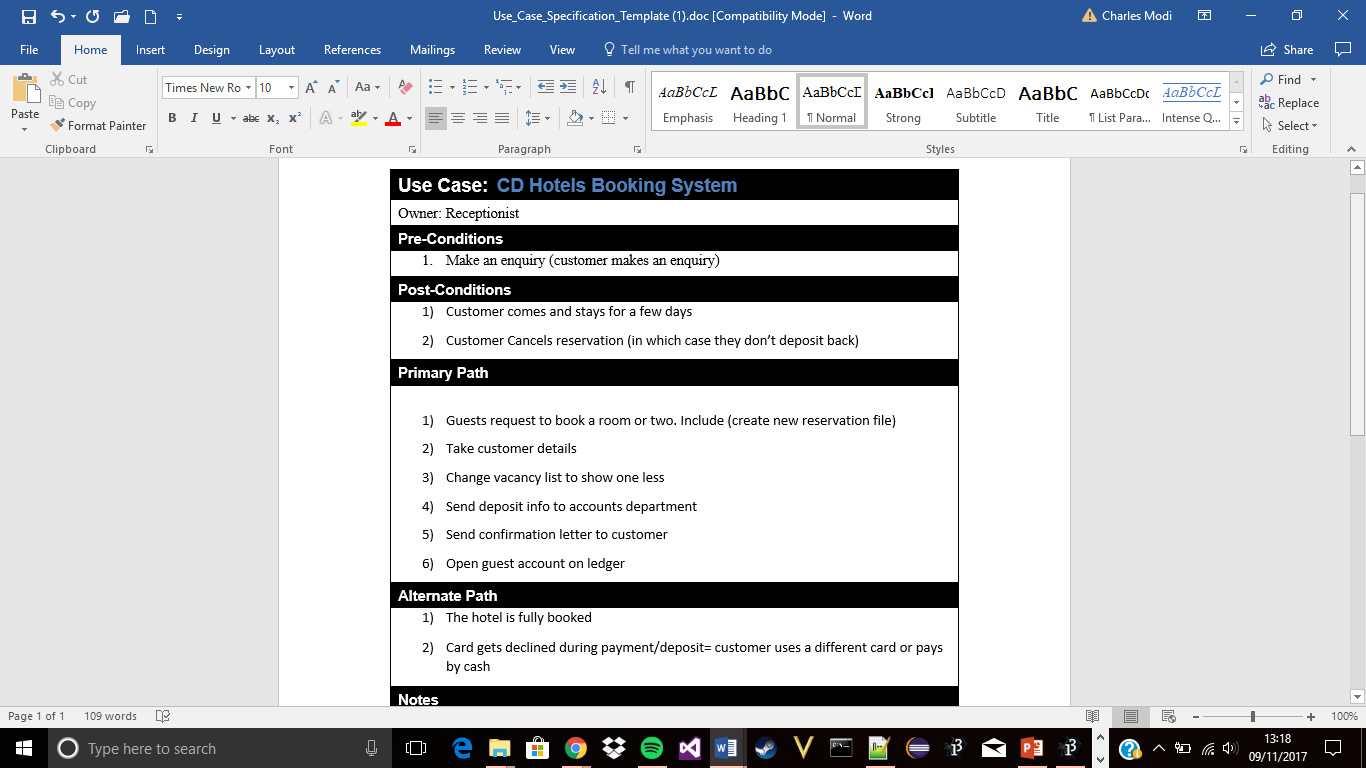 Use_Case_Specification_Template (1).doc [Compatibility Mode] - Word
Charles Modi
File Home Insert Design Layout References Mailings Review View Tell me what you want to do Share
Cut
Copy
Paste
Format Painter
Clipboard
Times New Ro 10 Aa
B I U abc x₂ x² A A
Font
Paragraph
AaBbCcL AaBbC AaBbCcI AaBbCcI AaBbCcD AaBbC AaBbCcDc AaBbCcL
Emphasis Heading 1 ¶ Normal Strong Subtitle Title ¶ List Para... Intense Q...
Styles
Find
Replace
Select
Editing
Use Case: CD Hotels Booking System
Owner: Receptionist
Pre-Conditions
1. Make an enquiry (customer makes an enquiry)
Post-Conditions
1) Customer comes and stays for a few days
2) Customer Cancels reservation (in which case they don’t deposit back)
Primary Path
1) Guests request to book a room or two. Include (create new reservation file)
2) Take customer details
3) Change vacancy list to show one less
4) Send deposit info to accounts department
5) Send confirmation letter to customer
6) Open guest account on ledger
Alternate Path
1) The hotel is fully booked
2) Card gets declined during payment/deposit= customer uses a different card or pays
by cash
Notes
Page 1 of 1 109 words
100%
Type here to search
13:18
09/11/2017